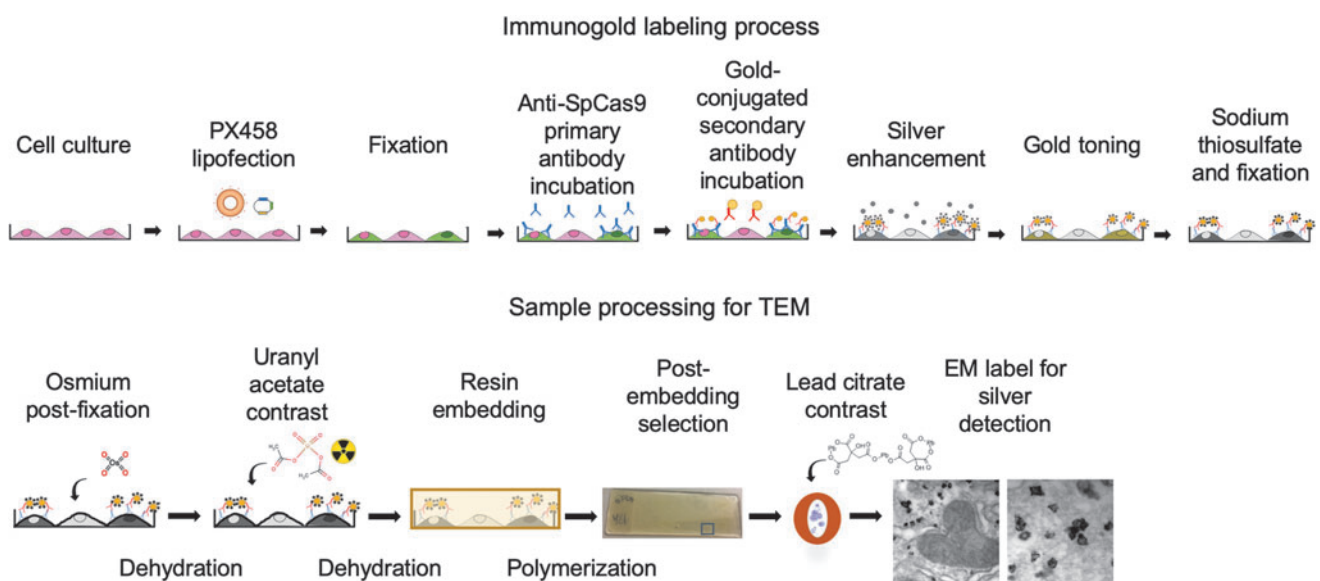 Immunogold labeling process
Cell culture
PX458
lipofection
Fixation
Anti-SpCas9
primary
antibody
incubation
Gold-
conjugated
secondary
antibody
incubation
Silver
enhancement
Gold toning
Sodium
thiosulfate
and fixation
Sample processing for TEM
Osmium
post-fixation
Uranyl
acetate
contrast
Resin
embedding
Post-
embedding
selection
Lead citrate
contrast
EM label for
silver
detection
Dehydration
Dehydration
Polymerization